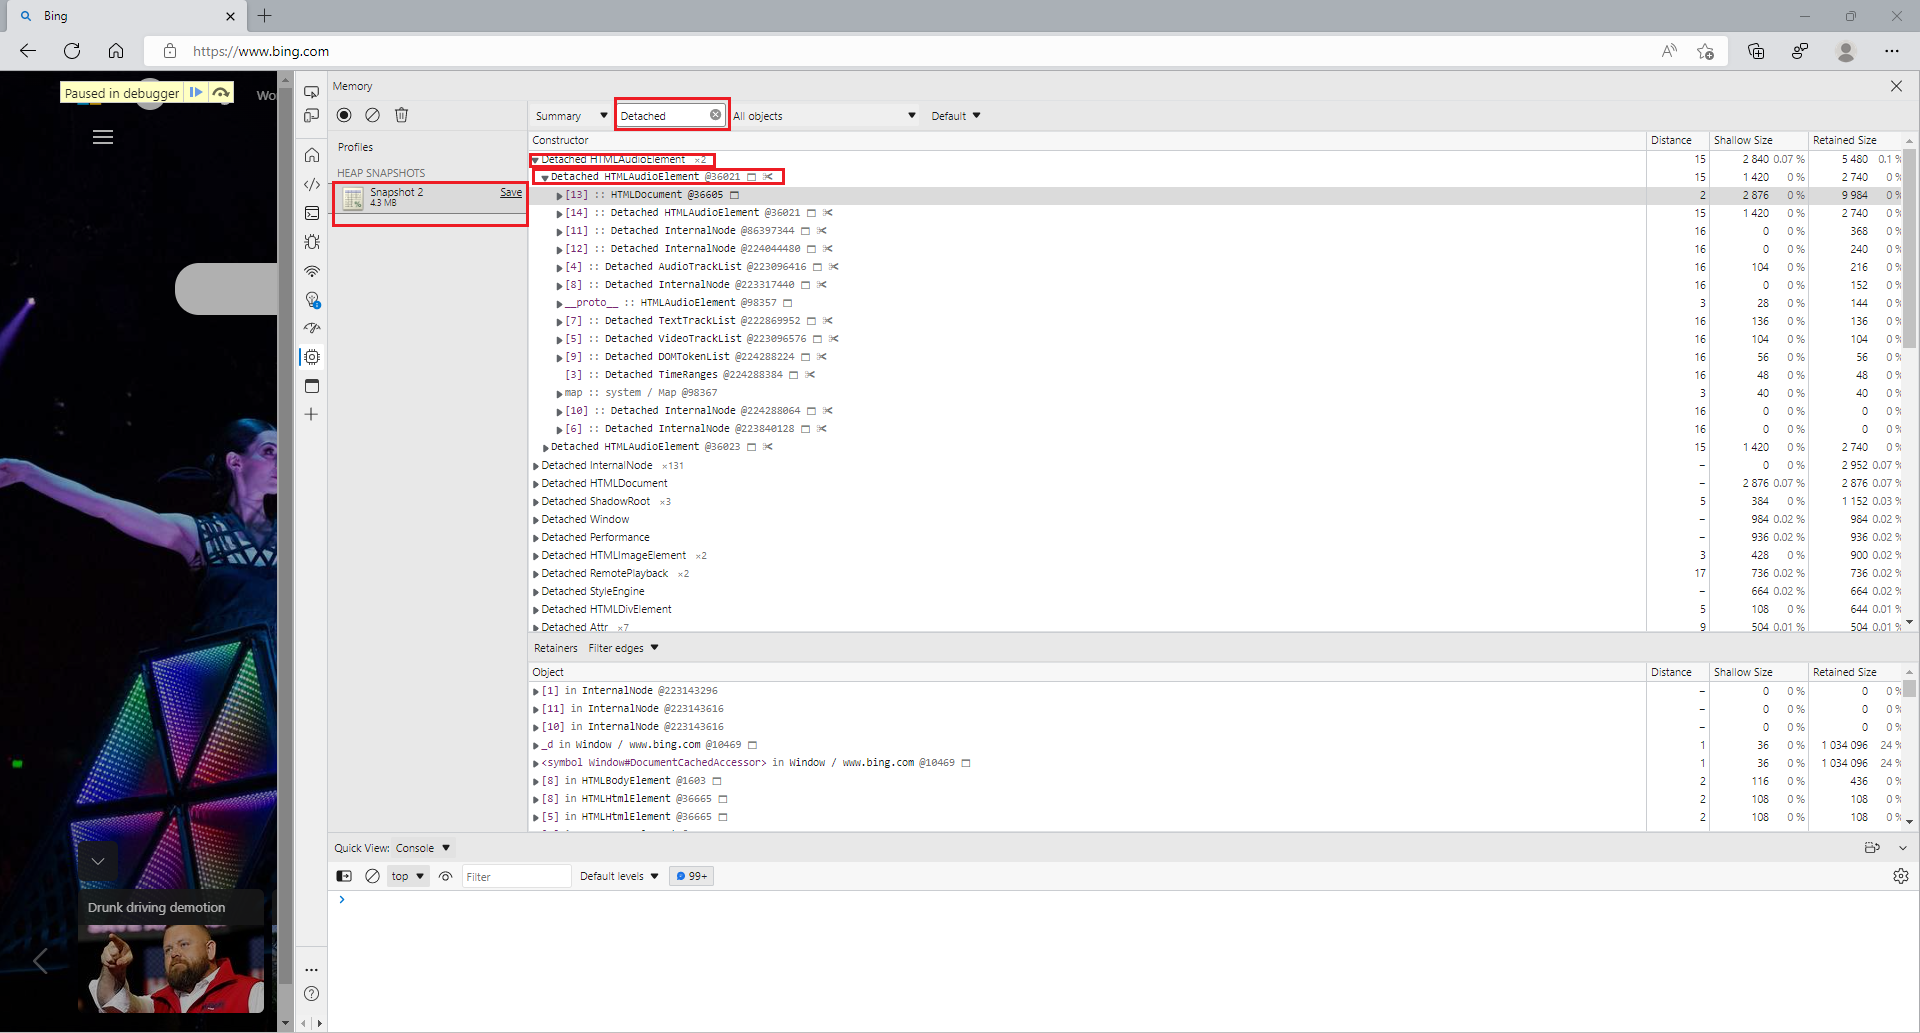 Bing
https://www.bing.com
Paused in debugger
Wo
Memory
Summary Detached All objects Default
Profiles
HEAP SNAPSHOTS
Snapshot 2 Save
4.3 MB
Constructor Distance Shallow Size Retained Size
Detached HTMLAudioElement ×2 15 2 840 0.07 % 5 480 0.1 %
Detached HTMLAudioElement @36021 15 1 420 0 % 2 740 0 %
[13] :: HTMLDocument @36605 2 2 876 0 % 9 984 0 %
[14] :: Detached HTMLAudioElement @36021 15 1 420 0 % 2 740 0 %
[11] :: Detached InternalNode @86397344 16 0 0 % 368 0 %
[12] :: Detached InternalNode @224044480 16 0 0 % 240 0 %
[4] :: Detached AudioTrackList @223096416 16 104 0 % 216 0 %
[8] :: Detached InternalNode @223317440 16 0 0 % 152 0 %
__proto__ :: HTMLAudioElement @98357 3 28 0 % 144 0 %
[7] :: Detached TextTrackList @222869952 16 136 0 % 136 0 %
[5] :: Detached VideoTrackList @223096576 16 104 0 % 104 0 %
[9] :: Detached DOMTokenList @224288224 16 56 0 % 56 0 %
[3] :: Detached TimeRanges @224288384 16 48 0 % 48 0 %
map :: system / Map @98367 3 40 0 % 40 0 %
[10] :: Detached InternalNode @224288064 16 0 0 % 0 0 %
[6] :: Detached InternalNode @223840128 16 0 0 % 0 0 %
Detached HTMLAudioElement @36023 15 1 420 0 % 2 740 0 %
Detached InternalNode ×131 – 0 0 % 2 952 0.07 %
Detached HTMLDocument – 2 876 0.07 % 2 876 0.07 %
Detached ShadowRoot ×3 5 384 0 % 1 152 0.03 %
Detached Window – 984 0.02 % 984 0.02 %
Detached Performance – 936 0.02 % 936 0.02 %
Detached HTMLImageElement ×2 3 428 0 % 900 0.02 %
Detached RemotePlayback ×2 17 736 0.02 % 736 0.02 %
Detached StyleEngine – 664 0.02 % 664 0.02 %
Detached HTMLDivElement 5 108 0 % 644 0.01 %
Detached Attr ×7 9 504 0.01 % 504 0.01 %
Retainers Filter edges
Object Distance Shallow Size Retained Size
[1] in InternalNode @223143296 – 0 0 % 0 0 %
[11] in InternalNode @223143616 – 0 0 % 0 0 %
[10] in InternalNode @223143616 – 0 0 % 0 0 %
_d in Window / www.bing.com @10469 1 36 0 % 1 034 096 24 %
<symbol Window#DocumentCachedAccessor> in Window / www.bing.com @10469 1 36 0 % 1 034 096 24 %
[8] in HTMLBodyElement @1603 2 116 0 % 436 0 %
[8] in HTMLHtmlElement @36665 2 108 0 % 108 0 %
[5] in HTMLHtmlElement @36665 2 108 0 % 108 0 %
Quick View: Console
top Filter Default levels 99+
Drunk driving demotion